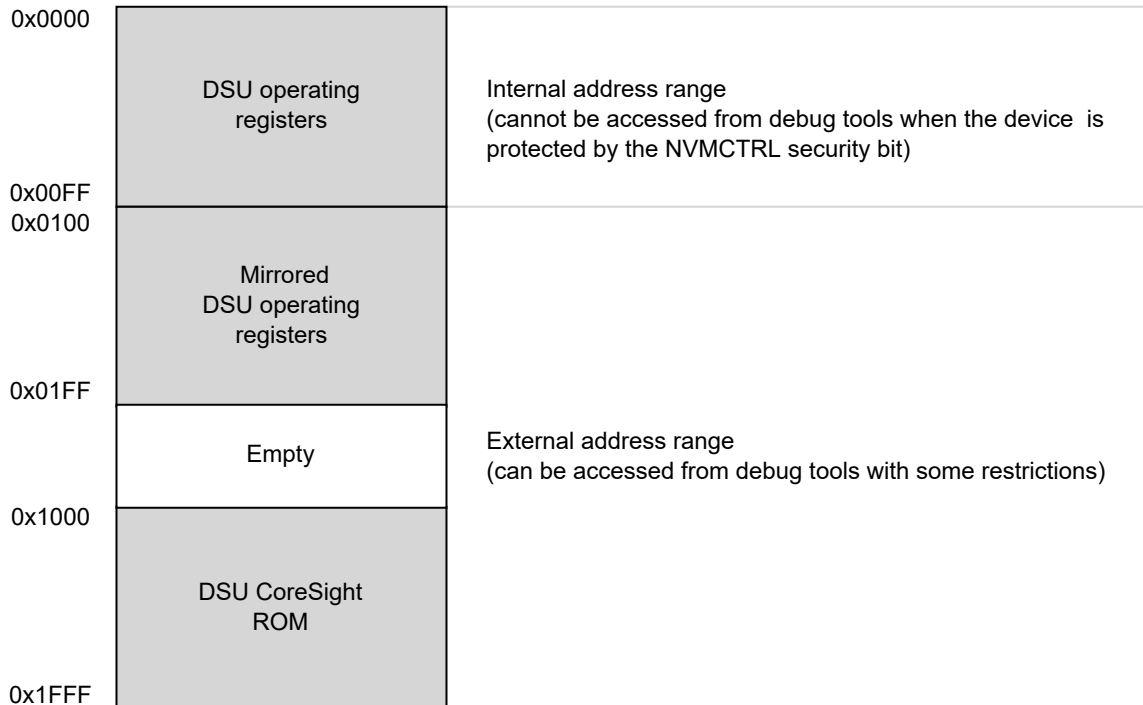 0x0000
DSU operating
registers
Internal address range
(cannot be accessed from debug tools when the device is
protected by the NVMCTRL security bit)
0x00FF
0x0100
Mirrored
DSU operating
registers
0x01FF
Empty
External address range
(can be accessed from debug tools with some restrictions)
0x1000
DSU CoreSight
ROM
0x1FFF